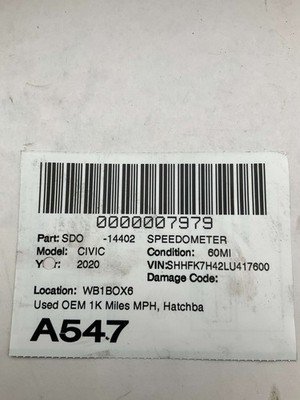 0000007979
Part: SDO -14402 SPEEDOMETER
Model: CIVIC Condition: 60MI
Year: 2020 VIN:SHHFK7H42LU417600
Damage Code:
Location: WB1BOX6
Used OEM 1K Miles MPH, Hatchba
A547